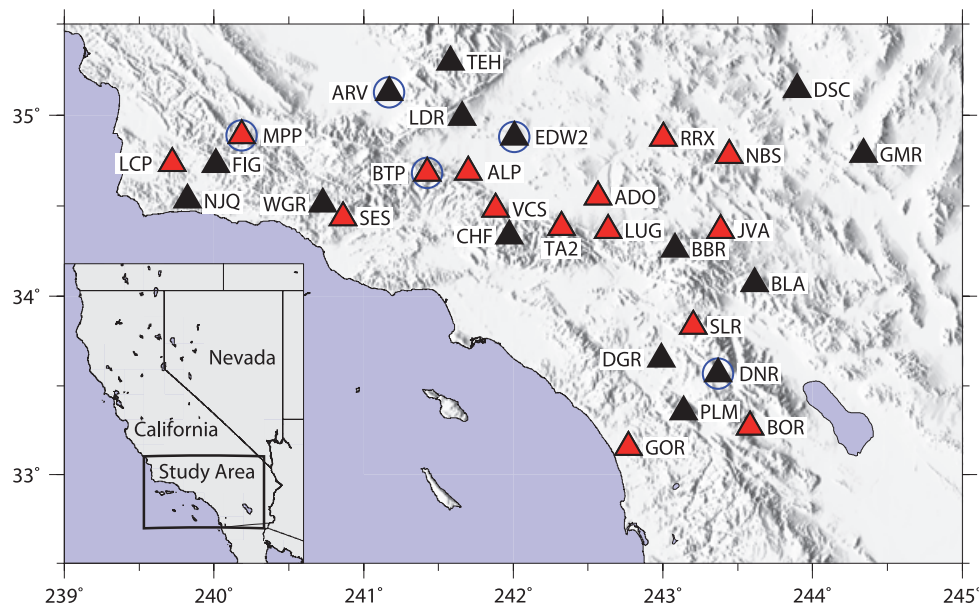 TEH
ARV
DSC
LDR
35°
MPP
EDW2
RRX
NBS
GMR
LCP
FIG
BTP
ALP
ADO
NJQ
WGR
SES
VCS
CHF
TA2
LUG
JVA
BBR
34°
BLA
SLR
DGR
DNR
Nevada
PLM
BOR
California
GOR
33°
Study Area
239° 240° 241° 242° 243° 244° 245°